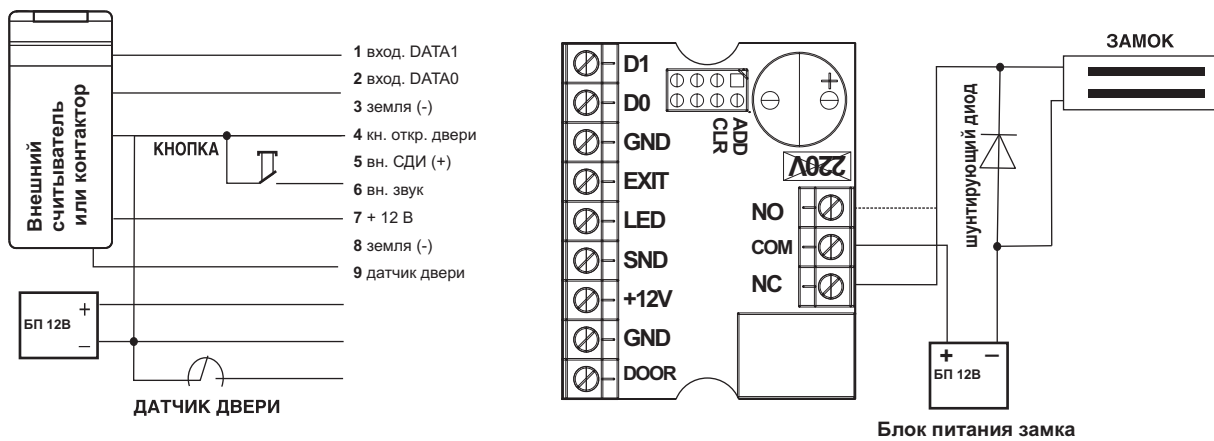 Внешний
считыватель
или контактор
КНОПКА
1 вход. DATA1
2 вход. DATA0
3 земля (-)
4 кн. откр. двери
5 вн. СДИ (+)
6 вн. звук
7 + 12 В
8 земля (-)
9 датчик двери
БП 12В
+
–
ДАТЧИК ДВЕРИ
D1
D0
GND
EXIT
LED
SND
+12V
GND
DOOR
ADD
CLR
+
220V
NO
COM
NC
шунтирующий диод
ЗАМОК
+ –
БП 12В
Блок питания замка